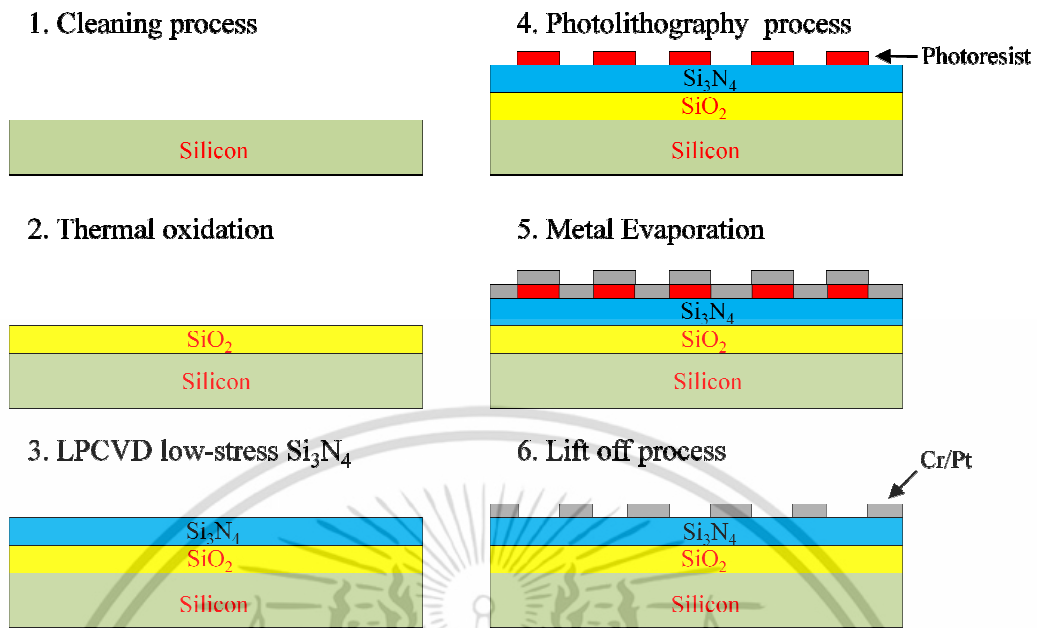 1. Cleaning process
Silicon
2. Thermal oxidation
SiO₂
Silicon
3. LPCVD low-stress Si₃N₄
Si₃N₄
SiO₂
Silicon
4. Photolithography process
Photoresist
Si₃N₄
SiO₂
Silicon
5. Metal Evaporation
Si₃N₄
SiO₂
Silicon
6. Lift off process
Cr/Pt
Si₃N₄
SiO₂
Silicon